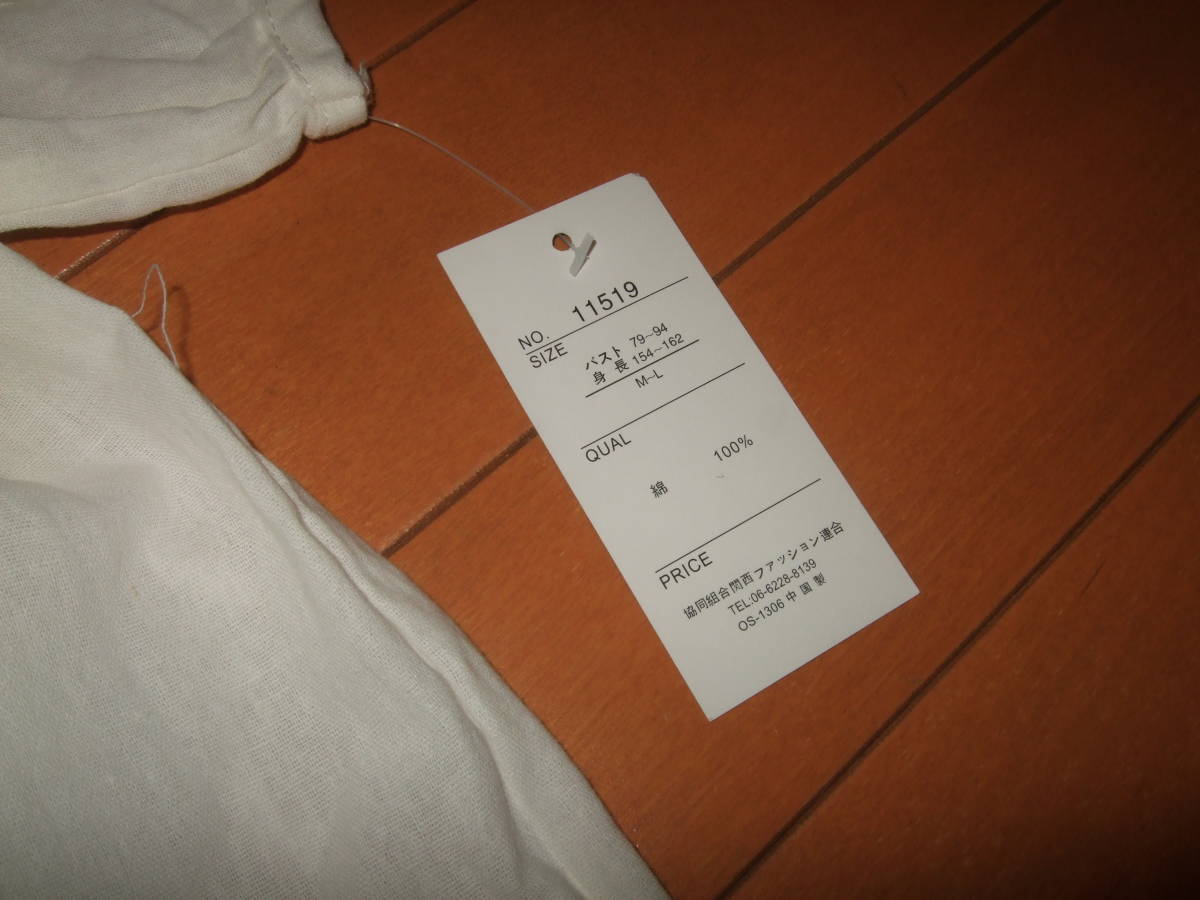 NO. 11519
SIZE バスト 79~94
身長 154~162
M~L
QUAL
綿 100%
PRICE
協同組合関西ファッション連合
TEL:06-6228-8139
OS-1306 中国製